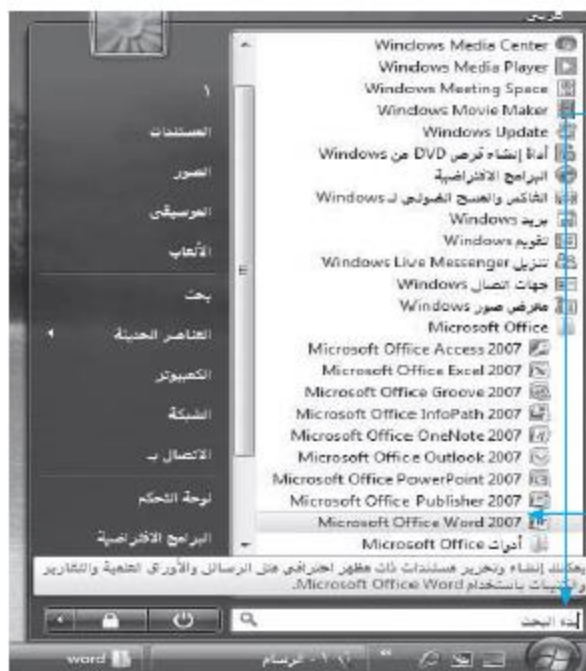 عربي
Windows Media Center
Windows Media Player
Windows Meeting Space
Windows Movie Maker
Windows Update
أداة إنشاء قرص DVD من Windows
البرامج الافتراضية
الفاكس والمسح الضوئي لـ Windows
بريد Windows
تقويم Windows
تنزيل Windows Live Messenger
جهات اتصال Windows
معرض صور Windows
Microsoft Office
Microsoft Office Access 2007
Microsoft Office Excel 2007
Microsoft Office Groove 2007
Microsoft Office InfoPath 2007
Microsoft Office OneNote 2007
Microsoft Office Outlook 2007
Microsoft Office PowerPoint 2007
Microsoft Office Publisher 2007
Microsoft Office Word 2007
أدوات Microsoft Office
١
المستندات
الصور
الموسيقى
الألعاب
بحث
العناصر الحديثة
الكمبيوتر
الشبكة
الاتصال بـ
لوحة التحكم
البرامج الافتراضية
يمكنك إنشاء وتحرير مستندات ذات مظهر احترافي مثل الرسائل والأوراق العلمية والتقارير
والكتيبات باستخدام Microsoft Office Word.
بدء البحث
الرسام
word